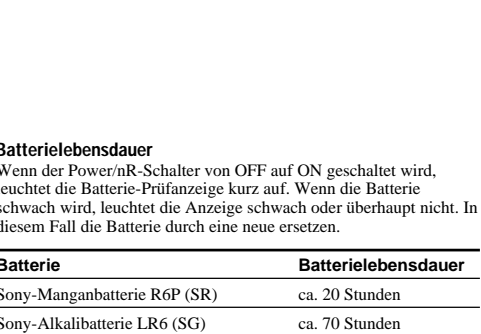 Batterielebensdauer
Wenn der Power/nR-Schalter von OFF auf ON geschaltet wird,
leuchtet die Batterie-Prüfanzeige kurz auf. Wenn die Batterie
schwach wird, leuchtet die Anzeige schwach oder überhaupt nicht. In
diesem Fall die Batterie durch eine neue ersetzen.
Batterie Batterielebensdauer
Sony-Manganbatterie R6P (SR) ca. 20 Stunden
Sony-Alkalibatterie LR6 (SG) ca. 70 Stunden